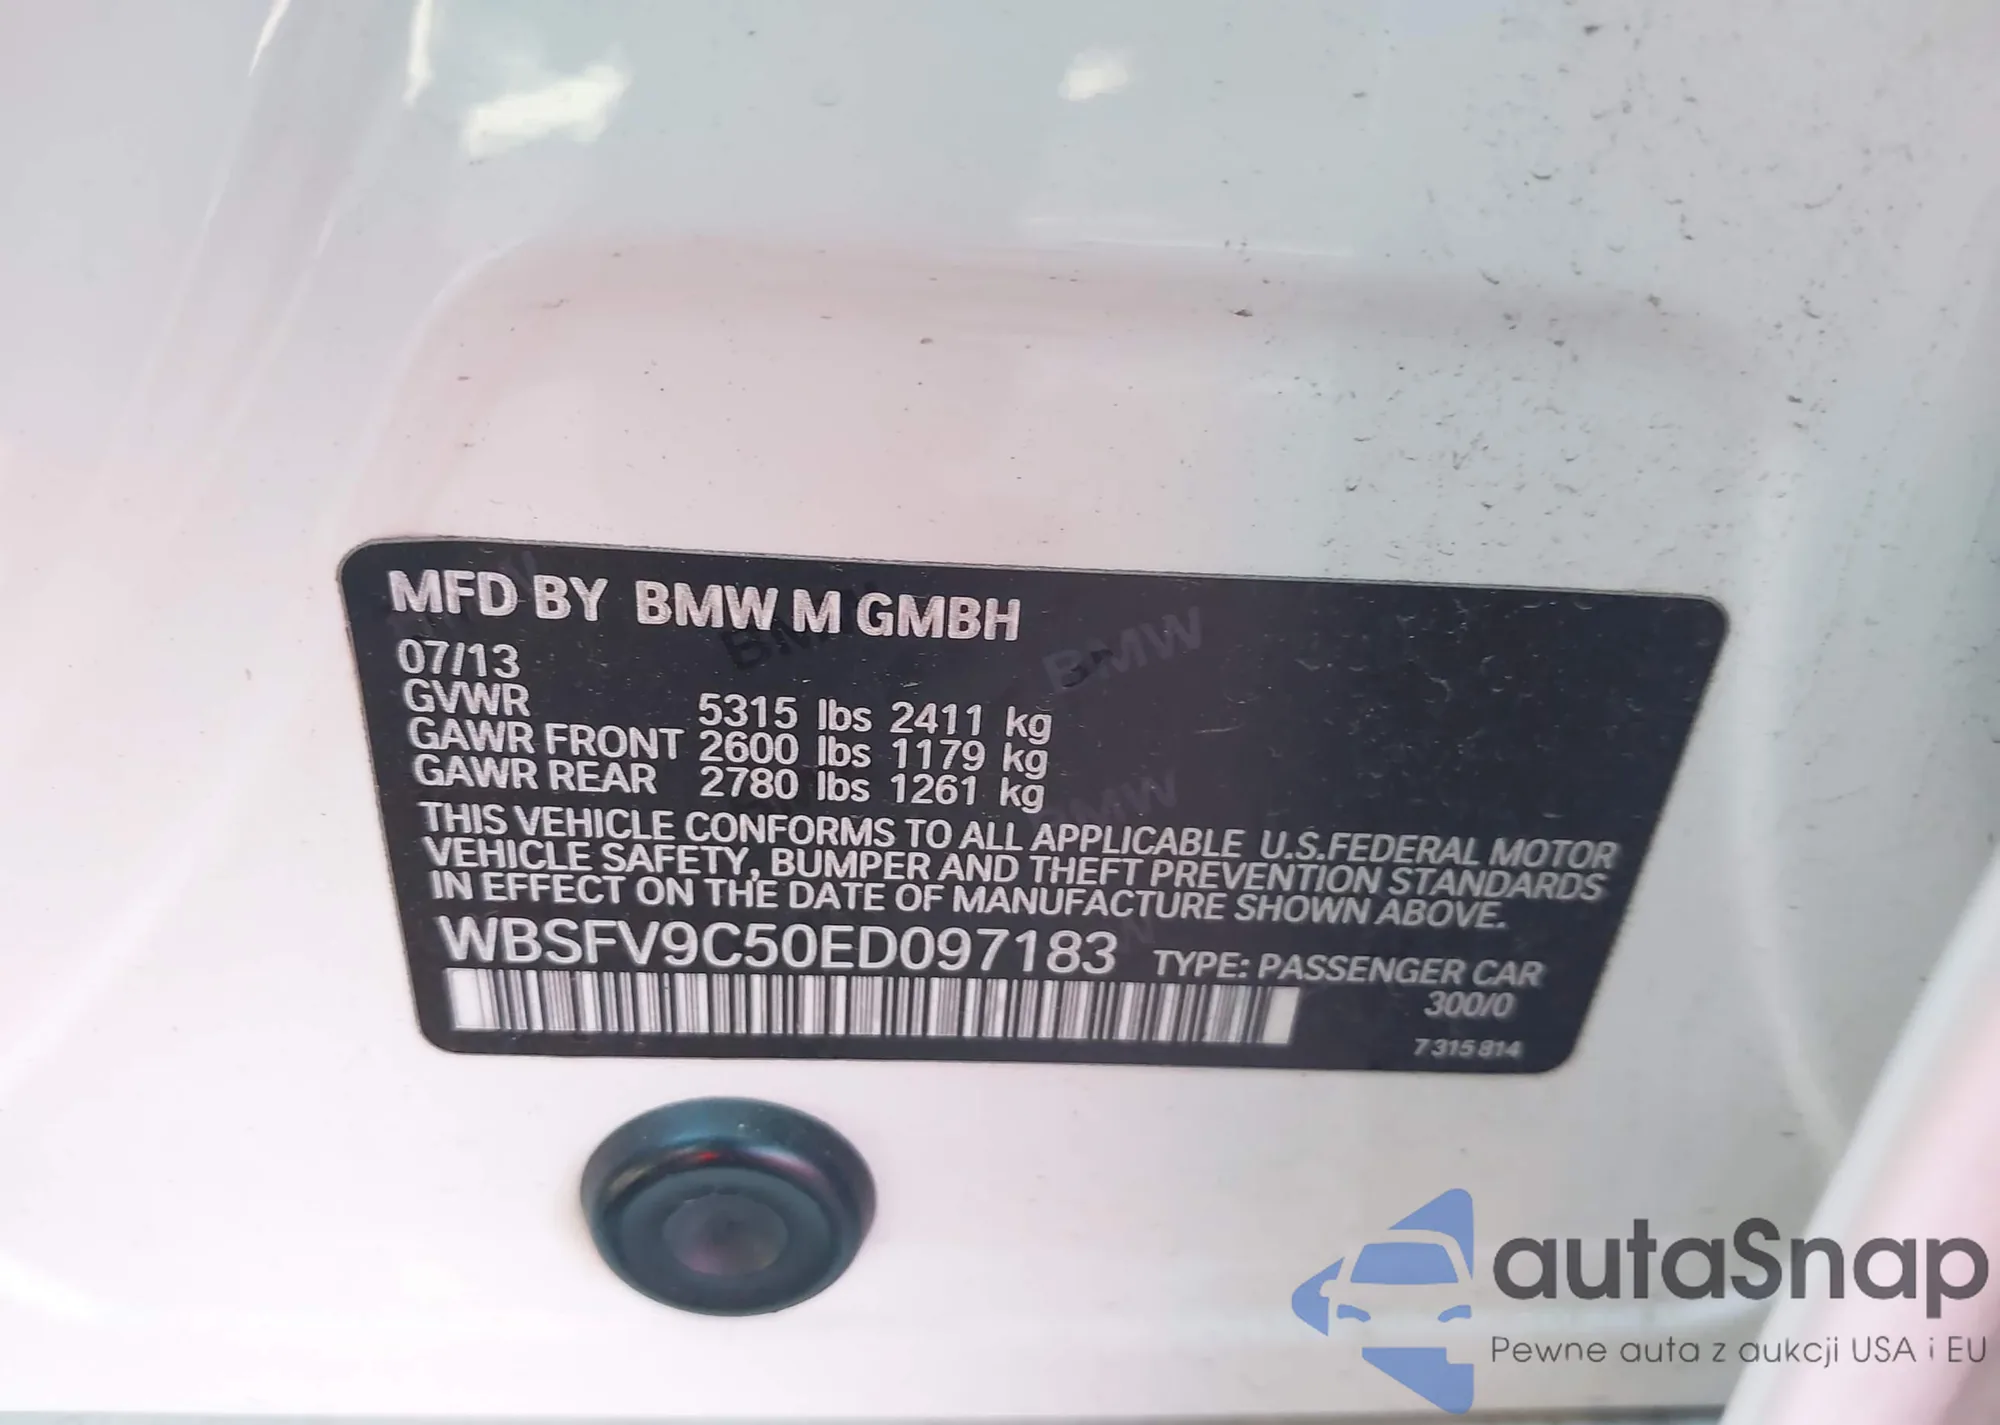 MFD BY BMW M GMBH
07/13
GVWR 5315 lbs 2411 kg
GAWR FRONT 2600 lbs 1179 kg
GAWR REAR 2780 lbs 1261 kg
THIS VEHICLE CONFORMS TO ALL APPLICABLE U.S.FEDERAL MOTOR
VEHICLE SAFETY, BUMPER AND THEFT PREVENTION STANDARDS
IN EFFECT ON THE DATE OF MANUFACTURE SHOWN ABOVE.
WBSFV9C50ED097183 TYPE: PASSENGER CAR
300/0
7 315 814
autaSnap
Pewne auta z aukcji USA i EU